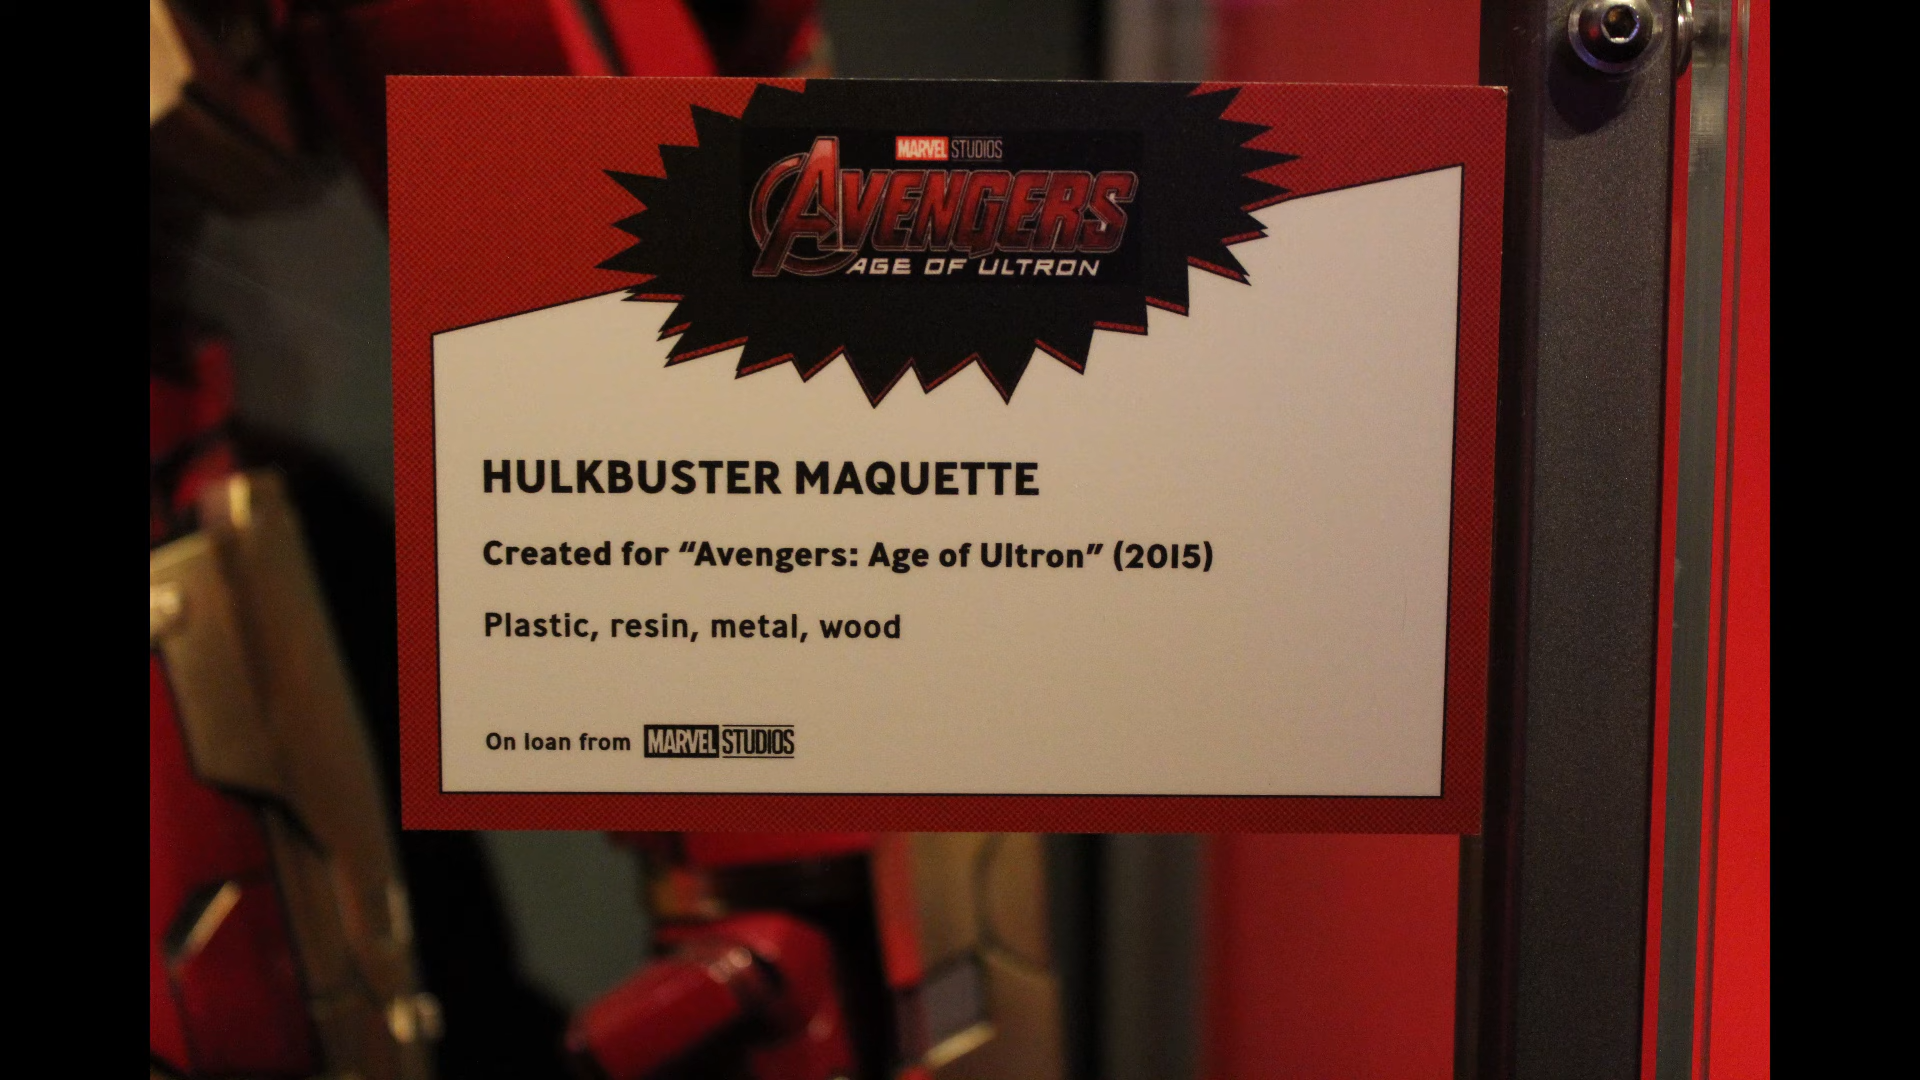 MARVEL STUDIOS
AVENGERS
AGE OF ULTRON
HULKBUSTER MAQUETTE
Created for “Avengers: Age of Ultron” (2015)
Plastic, resin, metal, wood
On loan from MARVEL STUDIOS